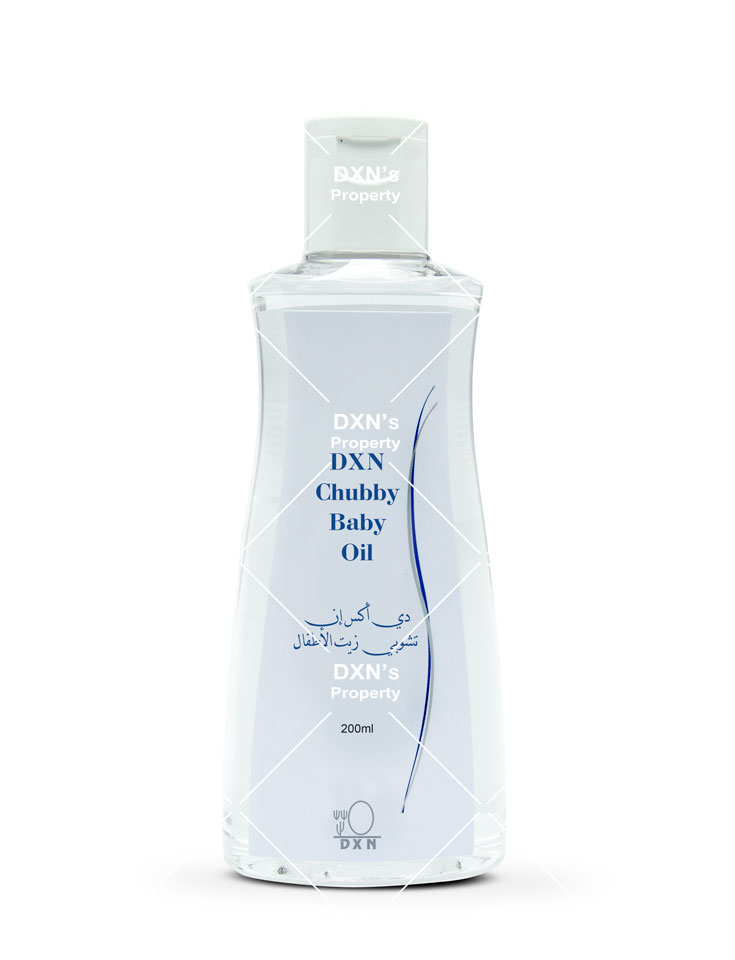 DXN's
Property
DXN's
Property
DXN
Chubby
Baby
Oil
دي أكس إن
تشوبي زيت الأطفال
DXN's
Property
200ml
DXN